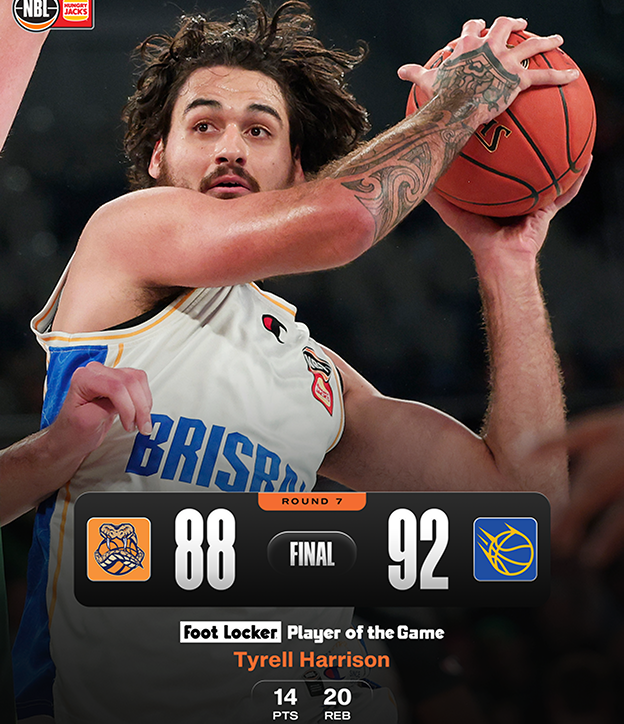 NBL
HUNGRY
JACK'S
BRISBA
ROUND 7
88
FINAL
92
Foot Locker Player of the Game
Tyrell Harrison
14 20
PTS REB